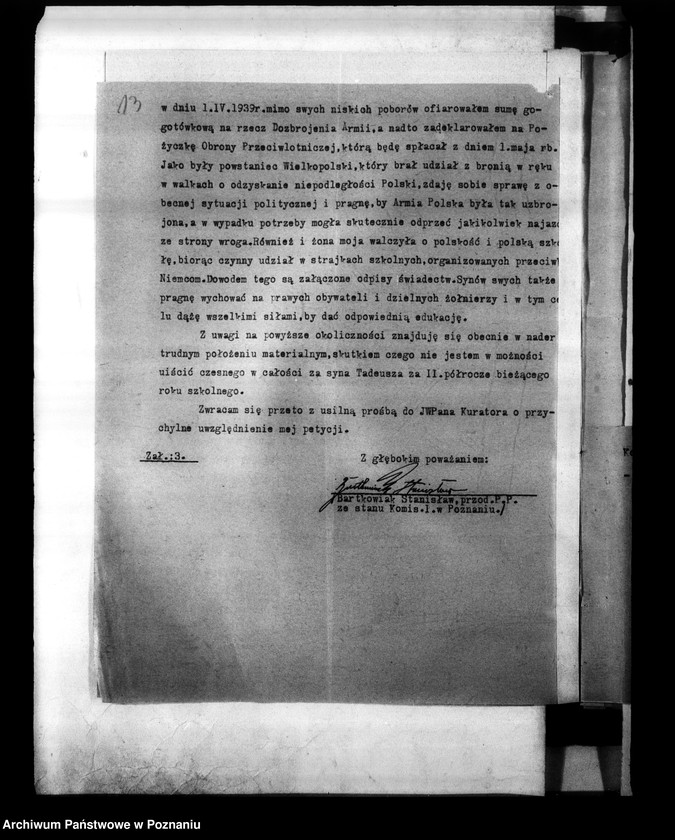 13
w dniu 1.IV.1939r.mimo swych niskich poborów ofiarowałem sumę go-
gotówkową na rzecz Dozbrojenia Armii,a nadto zadeklarowałem na Po-
życzkę Obrony Przeciwlotniczej,którą będę spłacał z dniem 1.maja rb.
Jako były powstaniec Wielkopolski,który brał udział z bronią w ręku
w walkach o odzyskanie niepodległości Polski,zdaję sobie sprawę z o-
becnej sytuacji politycznej i pragnę,by Armia Polska była tak uzbro-
jona,a w wypadku potrzeby mogła skutecznie odprzeć jakikolwiek najazd
ze strony wroga.Również i żona moja walczyła o polskość i polską szko
łę,biorąc czynny udział w strajkach szkolnych,organizowanych przeciwk
Niemcom.Dowodem tego są załączone odpisy świadectw.Synów swych także
pragnę wychować na prawych obywateli i dzielnych żołnierzy i w tym ce
lu dążę wszelkimi siłami,by dać odpowiednią edukację.
Z uwagi na powyższe okoliczności znajduję się obecnie w nader
trudnym położeniu materialnym,skutkiem czego nie jestem w możności
uiścić czesnego w całości za syna Tadeusza za II.półrocze bieżącego
roku szkolnego.
Zwracam się przeto z usilną prośbą do JWPana Kuratora o przy-
chylne uwzględnienie mej petycji.
Zał.:3.
Z głębokim poważaniem:
Bartkowiak Stanisław
/Bartkowiak Stanisław,przod.P.P.
ze stanu Komis.I.w Poznaniu./
Archiwum Państwowe w Poznaniu